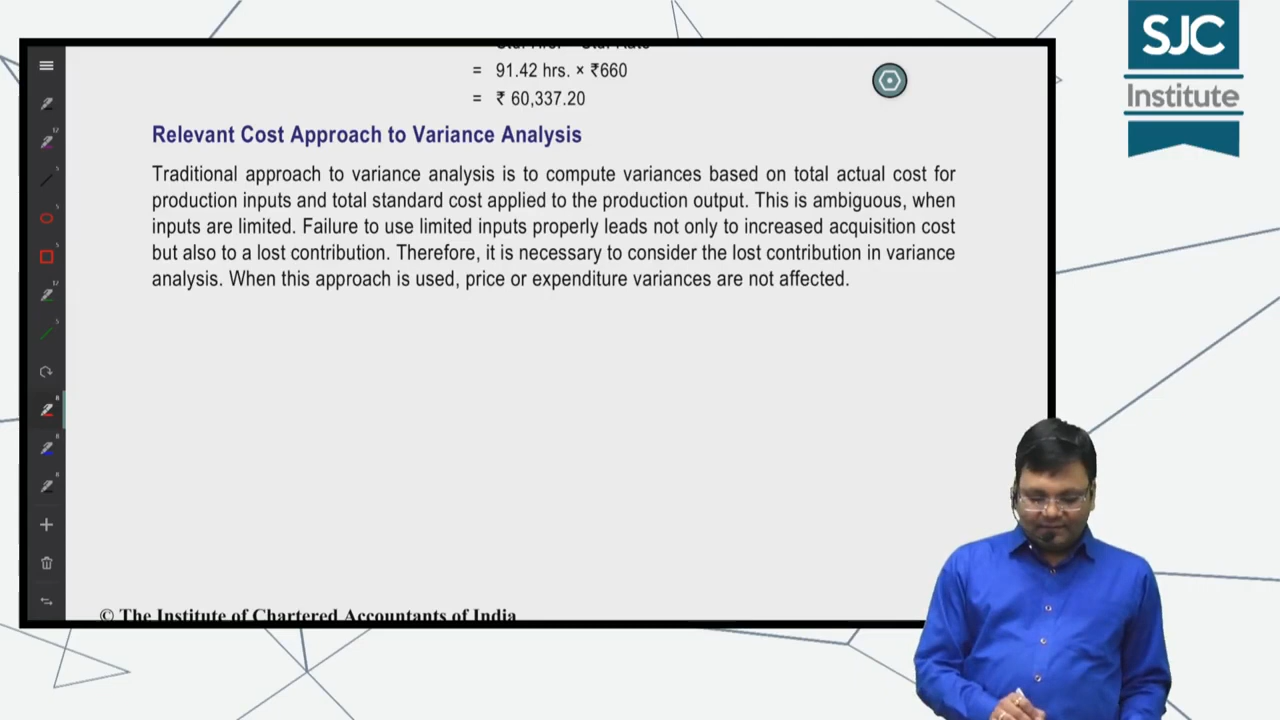 = 91.42 hrs. × ₹660
= ₹ 60,337.20
Relevant Cost Approach to Variance Analysis
Traditional approach to variance analysis is to compute variances based on total actual cost for
production inputs and total standard cost applied to the production output. This is ambiguous, when
inputs are limited. Failure to use limited inputs properly leads not only to increased acquisition cost
but also to a lost contribution. Therefore, it is necessary to consider the lost contribution in variance
analysis. When this approach is used, price or expenditure variances are not affected.
© The Institute of Chartered Accountants of India
SJC
Institute